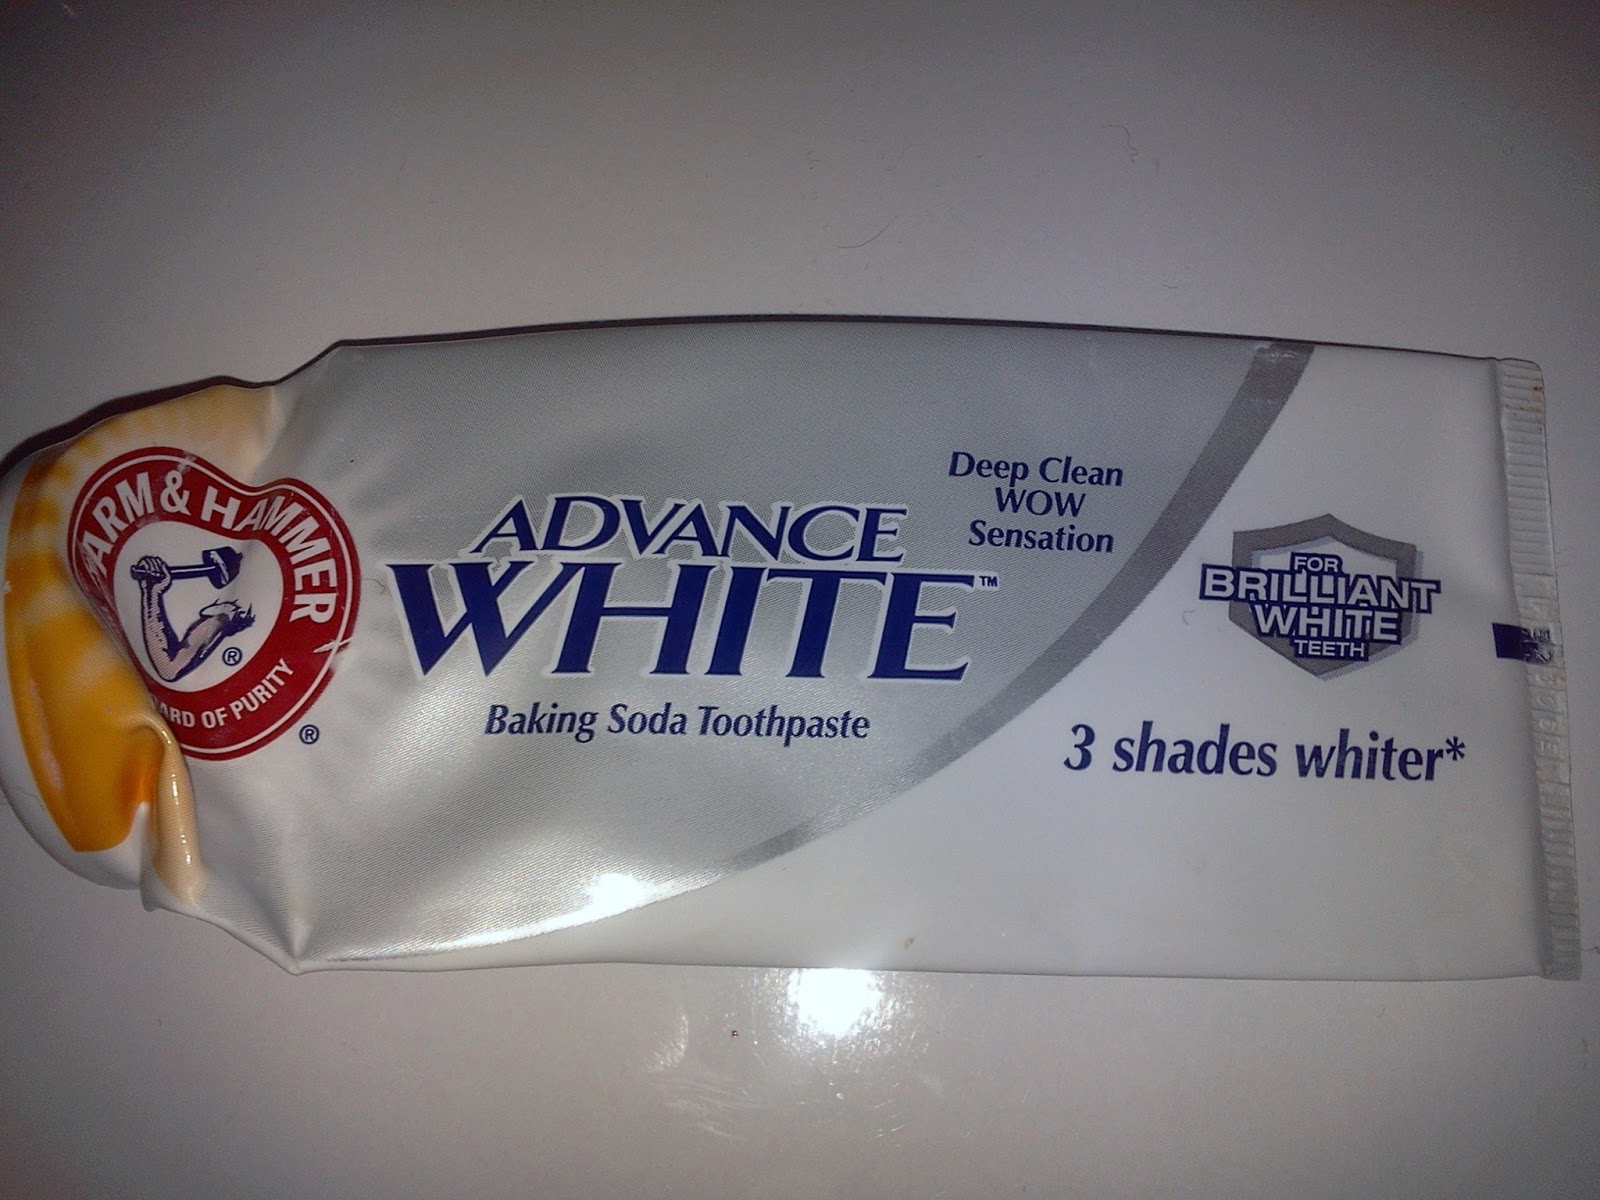 ARM & HAMMER
OF PURITY
®
®
ADVANCE
WHITE™
Baking Soda Toothpaste
Deep Clean
WOW
Sensation
FOR
BRILLIANT
WHITE
TEETH
3 shades whiter*